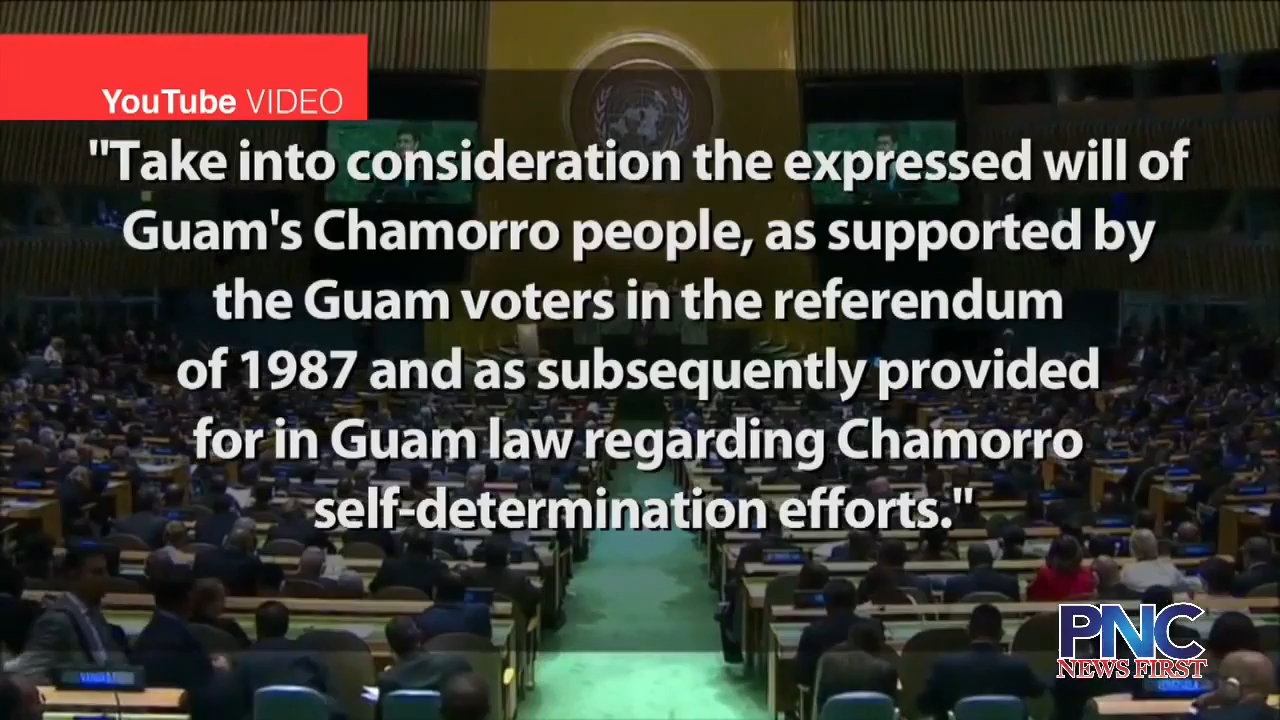 YouTube VIDEO
"Take into consideration the expressed will of
Guam's Chamorro people, as supported by
the Guam voters in the referendum
of 1987 and as subsequently provided
for in Guam law regarding Chamorro
self-determination efforts."
PNC
NEWS FIRST